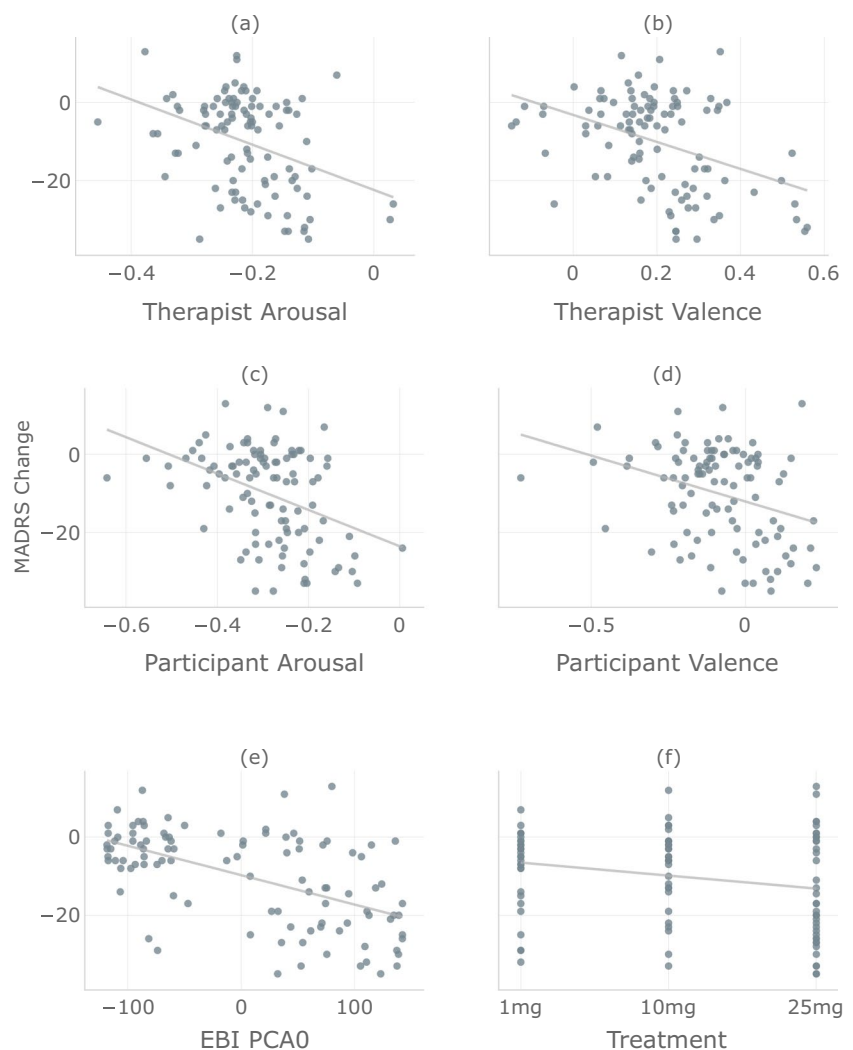 (a) (b)
0
−20
−0.4 −0.2 0 0 0.2 0.4 0.6
Therapist Arousal Therapist Valence
(c) (d)
MADRS Change
0
−20
−0.6 −0.4 −0.2 0 −0.5 0
Participant Arousal Participant Valence
(e) (f)
0
−20
−100 0 100 1mg 10mg 25mg
EBI PCA0 Treatment